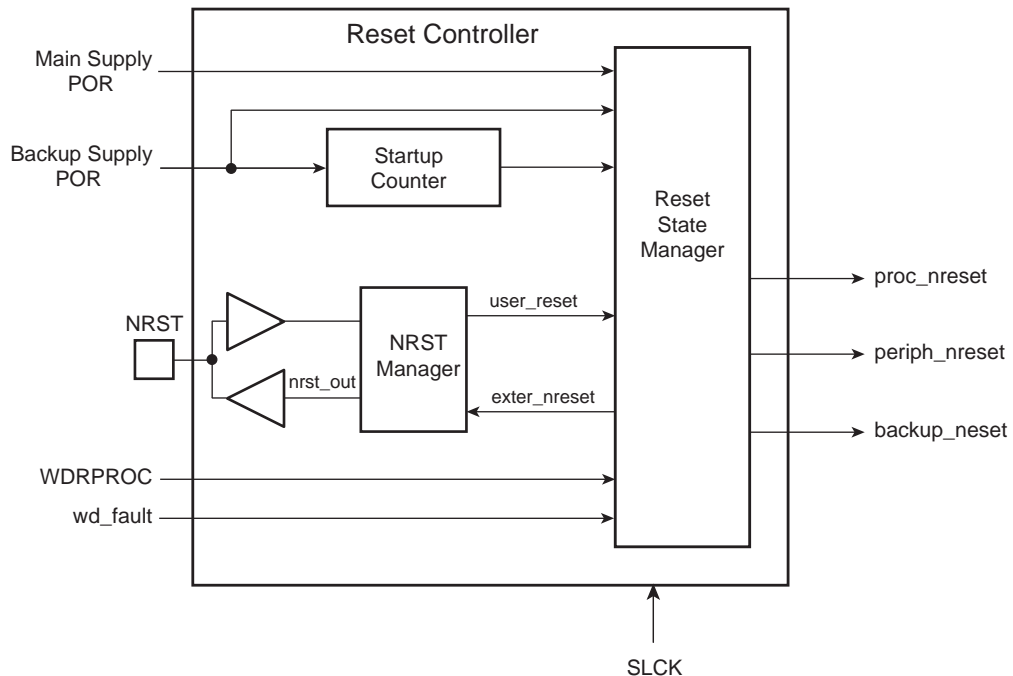 Reset Controller
Main Supply
POR
Backup Supply
POR
Startup
Counter
Reset
State
Manager
NRST
NRST
Manager
user_reset
nrst_out
exter_nreset
proc_nreset
periph_nreset
backup_neset
WDRPROC
wd_fault
SLCK